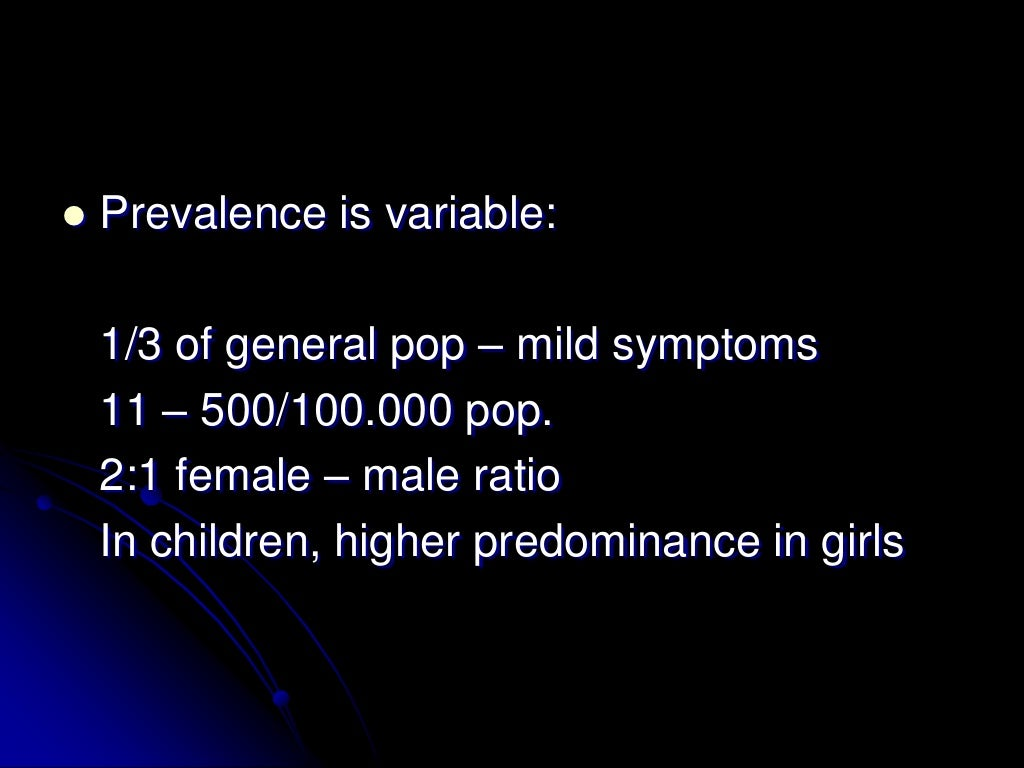 Prevalence is variable:
1/3 of general pop – mild symptoms
11 – 500/100.000 pop.
2:1 female – male ratio
In children, higher predominance in girls